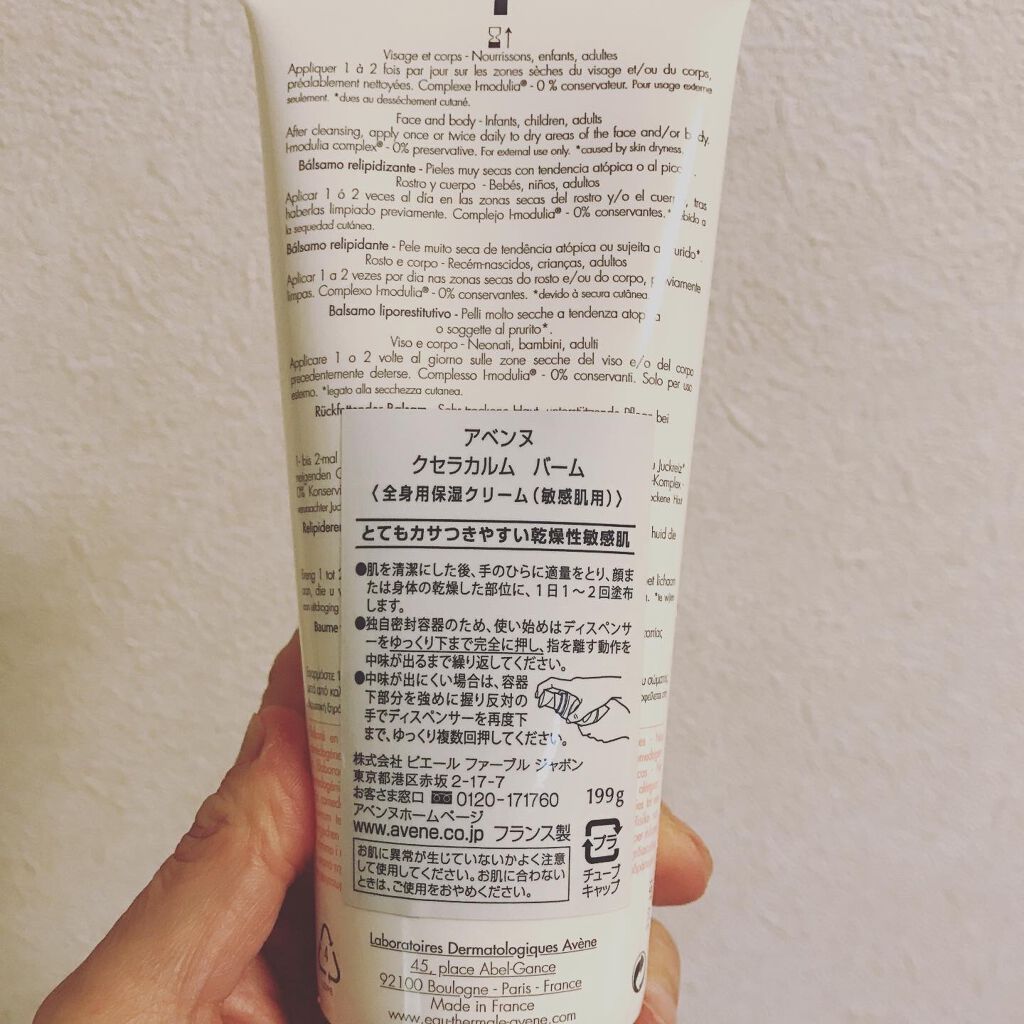 Visage et corps - Nourrissons, enfants, adultes
Appliquer 1 à 2 fois par jour sur les zones sèches du visage et/ou du corps,
préalablement nettoyées. Complexe I-modulia® - 0 % conservateur. Pour usage externe
seulement. *dues au dessèchement cutané.
Face and body - Infants, children, adults
After cleansing, apply once or twice daily to dry areas of the face and/or body.
I-modulia complex® - 0% preservative. For external use only. *caused by skin dryness.
Bálsamo relipidizante - Pieles muy secas con tendencia atópica o al
Rostro y cuerpo - Bebés, niños, adultos
Aplicar 1 ó 2 veces al día en las zonas secas del rostro y/o el tras
haberlas limpiado previamente. Complejo I-modulia® - 0% conservantes.* a
la sequedad cutánea.
Bálsamo relipidante - Pele muito seca de tendência atópica ou sujeita a
Rosto e corpo - Recém-nascidos, crianças, adultos
Aplicar 1 a 2 vezes por dia nas zonas secas do rosto e/ou do corpo,
limpas. Complexo I-modulia® - 0% conservantes. *devido à secura cutânea.
Balsamo liporestitutivo - Pelli molto secche a tendenza
o soggette al prurito*.
Viso e corpo - Neonati, bambini, adulti
Applicare 1 o 2 volte al giorno sulle zone secche del viso e/o del corpo
precedentemente deterse. Complesso I-modulia® - 0% conservanti. Solo per uso
esterno. *legato alla secchezza cutanea.
bei
アベンヌ
クセラカルム バーム
〈全身用保湿クリーム(敏感肌用)〉
とてもカサつきやすい乾燥性敏感肌
●肌を清潔にした後、手のひらに適量をとり、顔ま
たは身体の乾燥した部位に、1日1～2回塗布
します。
●独自密封容器のため、使い始めはディスペンサ
ーをゆっくり下まで完全に押し、指を離す動作を
中味が出るまで繰り返してください。
●中味が出にくい場合は、容器
下部分を強めに握り反対の
手でディスペンサーを再度下
まで、ゆっくり複数回押してください。
株式会社 ピエール ファーブル ジャポン
東京都港区赤坂2-17-7
お客さま窓口 0120-171760 199g
アベンヌホームページ
www.avene.co.jp フランス製
プラ
チューブ
キャップ
お肌に異常が生じていないかよく注意
して使用してください。お肌に合わない
ときは、ご使用をおやめください。
Laboratoires Dermatologiques Avène
45, place Abel-Gance
92100 Boulogne - Paris - France
Made in France
www.eau-thermale-avene.com